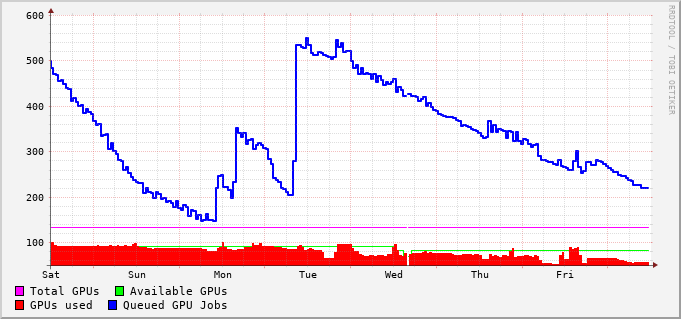 600
500
400
300
200
100
Sat Sun Mon Tue Wed Thu Fri
Total GPUs Available GPUs
GPUs used Queued GPU Jobs
RRDTOOL / TOBI OETIKER